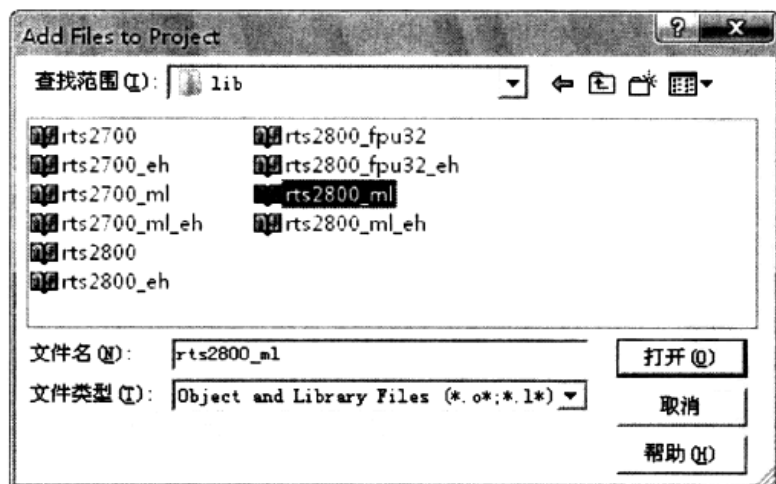 Add Files to Project
查找范围(I): lib
rts2700 rts2800_fpu32
rts2700_eh rts2800_fpu32_eh
rts2700_ml rts2800_ml
rts2700_ml_eh rts2800_ml_eh
rts2800
rts2800_eh
文件名(N): rts2800_ml 打开(O)
文件类型(T): Object and Library Files (*.o*;*.l*) 取消
帮助(H)